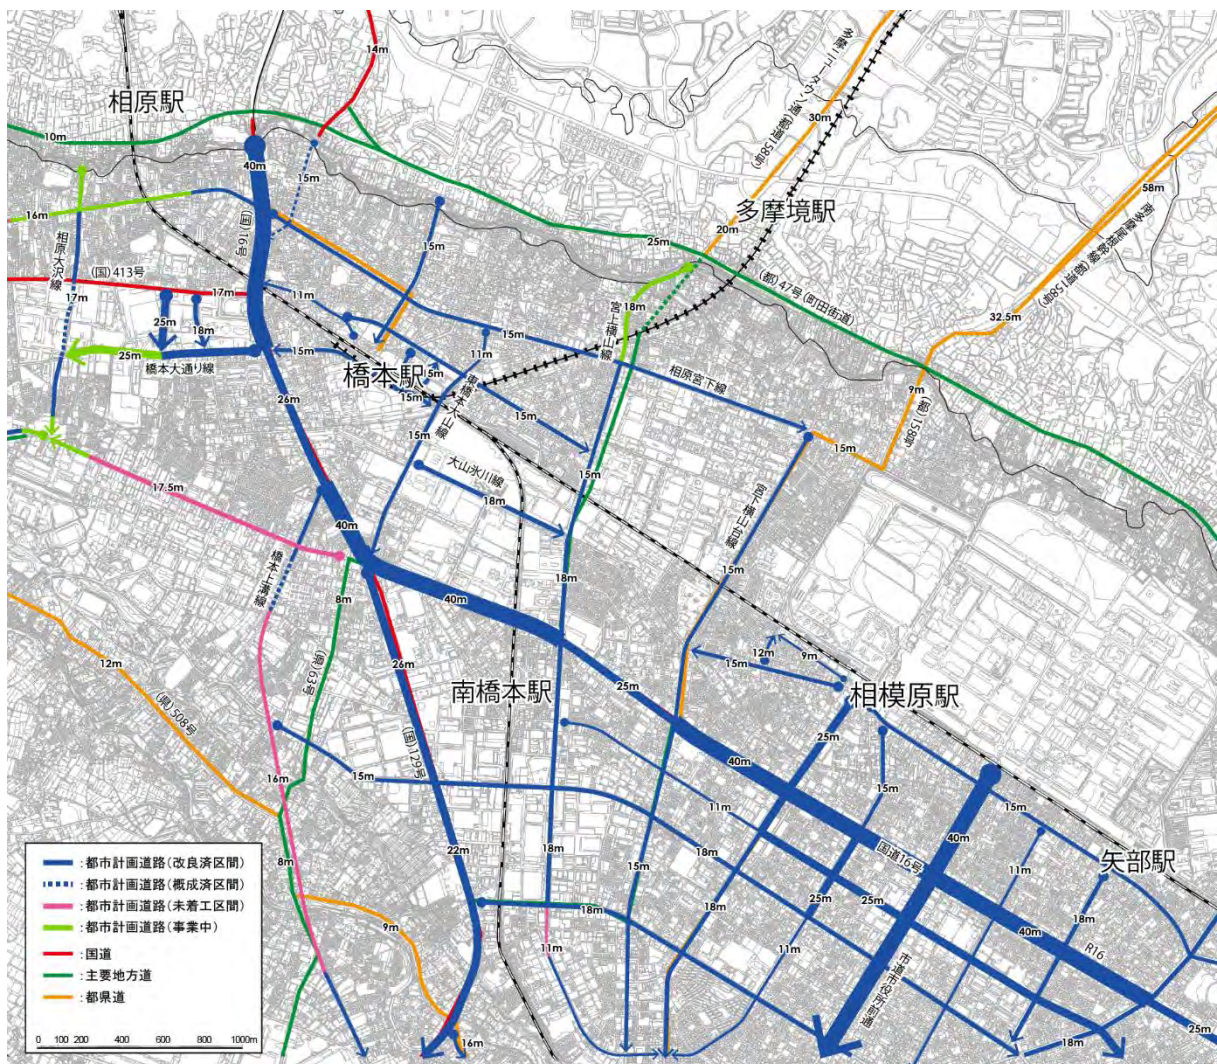 14m
相原駅
多摩ニュータウン通(都道158号)
30m
10m
40m
15m
58m
16m
(国)16号
多摩境駅
南多摩尾根幹線(都道158号)
相原大沢線
15m
25m
20m
(国)413号
17m
17m
11m
18m
(都)47号(町田街道)
25m
18m
宮上横山線
15m
32.5m
25m
15m
橋本駅
11m
橋本大通り線
15m
15m
東橋本大山線
相原宮下線
9m
26m
15m
15m
(都)158号
15m
大山氷川線
15m
17.5m
18m
宮下横山台線
40m
橋本上溝線
18m
15m
8m
40m
12m
26m
12m
9m
(県)63号
15m
南橋本駅
25m
相模原駅
(県)508号
25m
(国)129号
40m
16m
15m
15m
15m
11m
40m
国道16号
矢部駅
22m
18m
11m
8m
15m
25m
25m
18m
9m
18m
18m
40m
11m
11m
R16
市道市役所前通
25m
16m
18m
25m
:都市計画道路(改良済区間)
:都市計画道路(概成済区間)
:都市計画道路(未着工区間)
:都市計画道路(事業中)
:国道
:主要地方道
:都県道
0 100 200 400 600 1000m